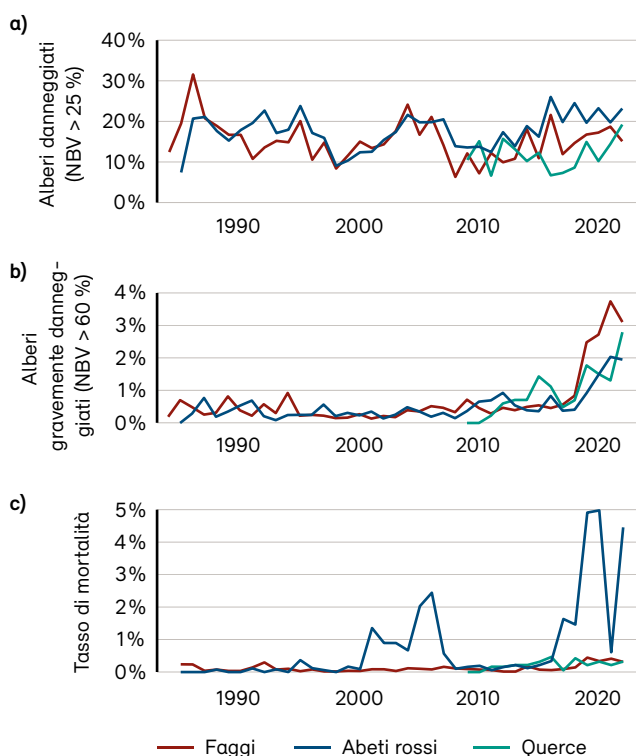 a)
Alberi danneggiati
(NBV > 25 %)
40 %
30 %
20 %
10 %
0 %
1990 2000 2010 2020
b)
Alberi
gravemente danneg-
giati (NBV > 60 %)
4 %
3 %
2 %
1 %
0 %
1990 2000 2010 2020
c)
Tasso di mortalità
5 %
4 %
3 %
2 %
1 %
0 %
1990 2000 2010 2020
Faggi Abeti rossi Querce